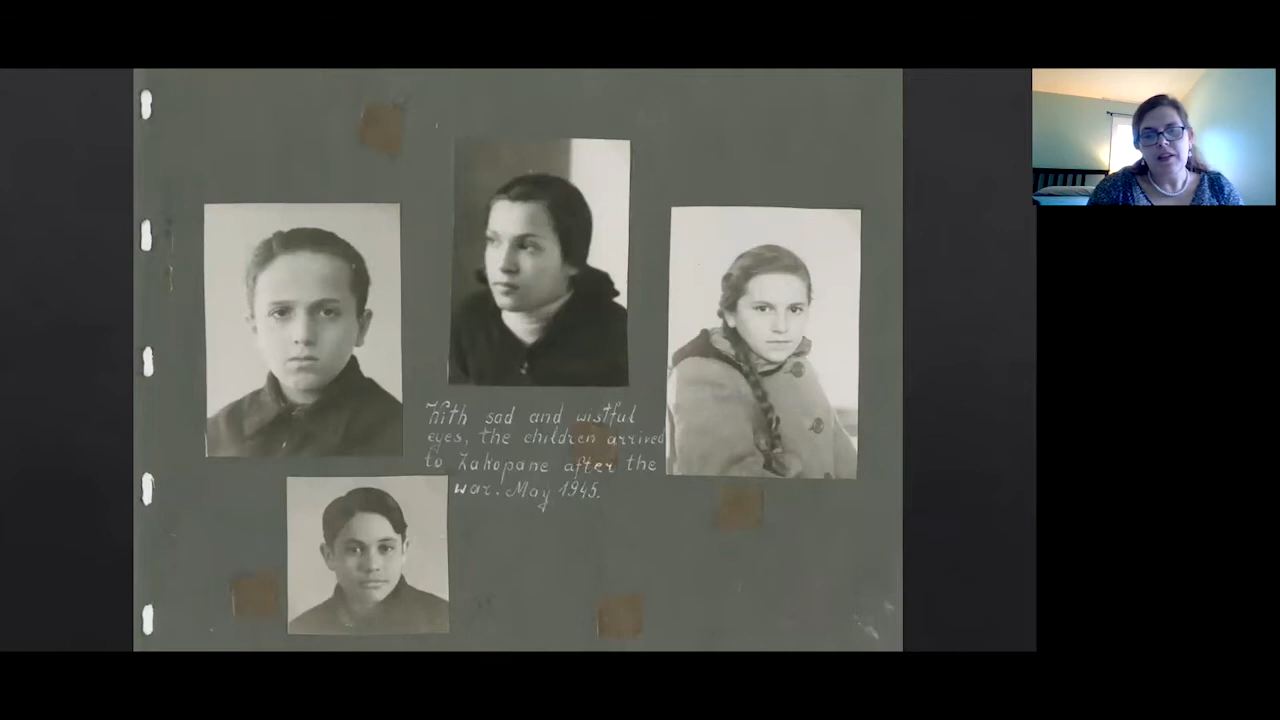 With sad and wistful
eyes, the children arrived
to Zakopane after the
war. May 1945.